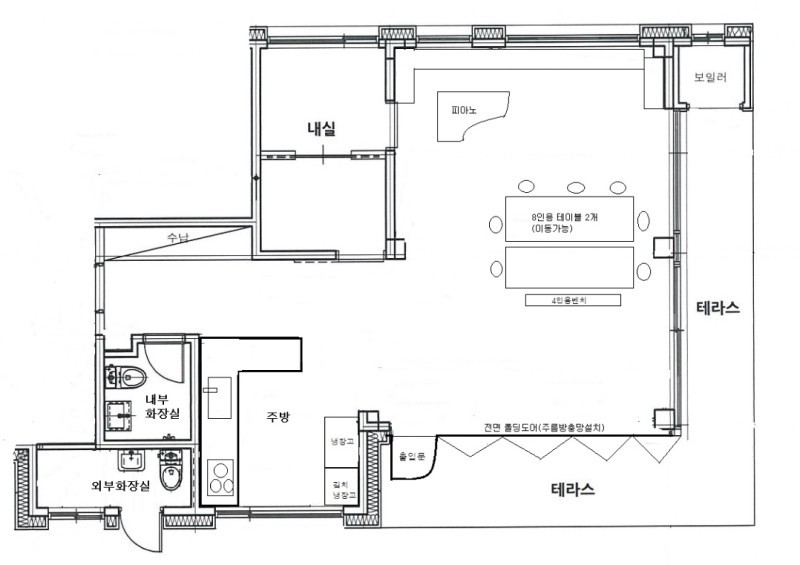 보일러
피아노
내실
8인용 테이블 2개
(이동가능)
수납
4인용벤치
테라스
내부
화장실
주방
전면 폴딩도어(주름방충망설치)
냉장고
출입문
외부화장실
김치
냉장고
테라스